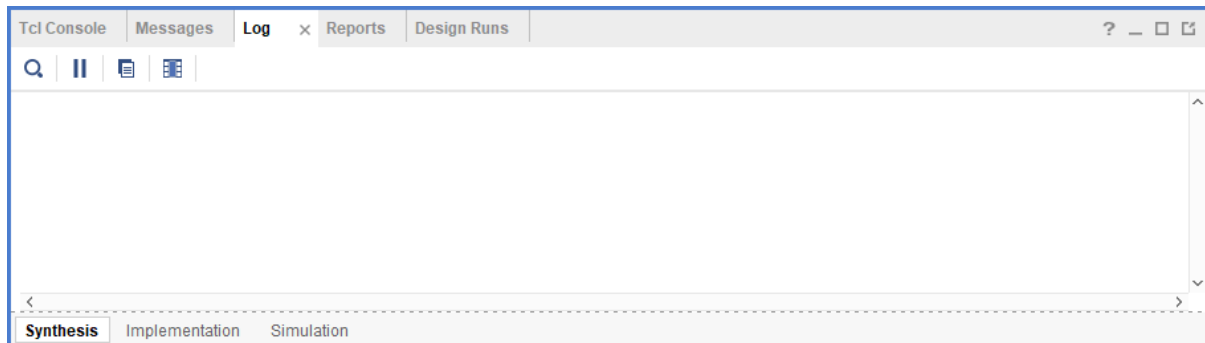 Tcl Console Messages Log × Reports Design Runs ? _
Synthesis Implementation Simulation